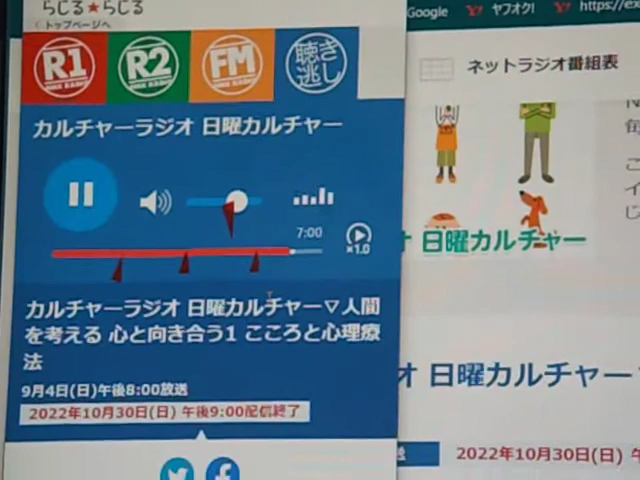 らじる★らじる
トップページへ
R1
R2
FM
聴き
逃し
カルチャーラジオ 日曜カルチャー
7:00
×1.0
カルチャーラジオ 日曜カルチャー▽人間
を考える 心と向き合う1 こころと心理療
法
9月4日(日)午後8:00放送
2022年10月30日(日) 午後9:00配信終了
Google
ヤフオク!
https://ex
ネットラジオ番組表
毎
こ
イ
じ
オ 日曜カルチャー
オ 日曜カルチャー
2022年10月30日(日) 午